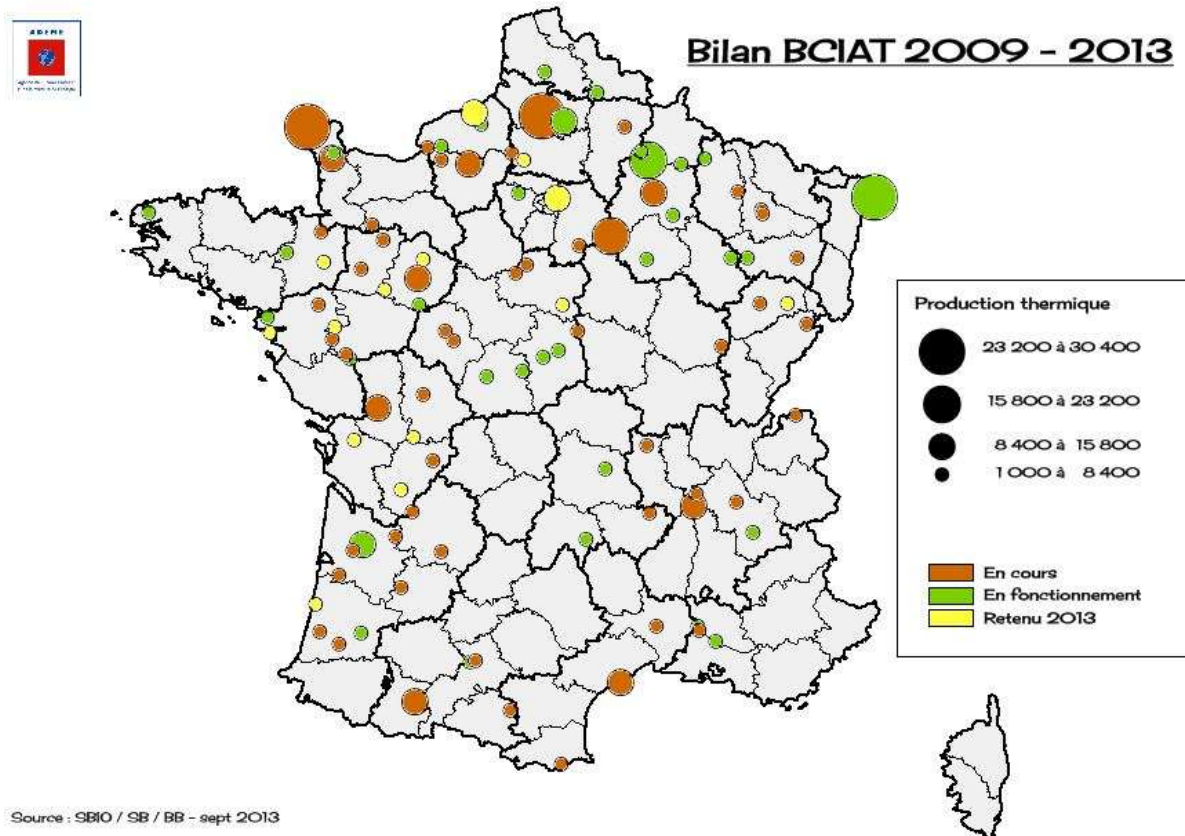 ADEME
Bilan BCIAT 2009 - 2013
Production thermique
23 200 à 30 400
15 800 à 23 200
8 400 à 15 800
1 000 à 8 400
En cours
En fonctionnement
Retenu 2013
Source : SBIO / SB / BB - sept 2013